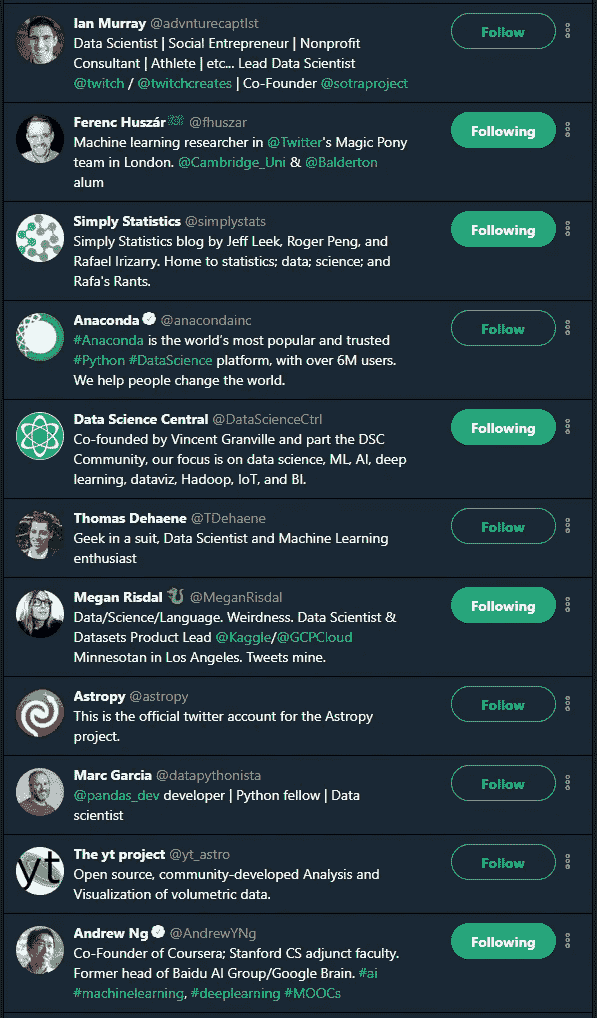 Ian Murray @advnturecaptlst
Follow
Data Scientist | Social Entrepreneur | Nonprofit
Consultant | Athlete | etc... Lead Data Scientist
@twitch / @twitchcreates | Co-Founder @sotraproject
Ferenc Huszár @fhuszar
Following
Machine learning researcher in @Twitter's Magic Pony
team in London. @Cambridge_Uni & @Balderton
alum
Simply Statistics @simplystats
Following
Simply Statistics blog by Jeff Leek, Roger Peng, and
Rafael Irizarry. Home to statistics; data; science; and
Rafa's Rants.
Anaconda @anacondainc
Follow
#Anaconda is the world's most popular and trusted
#Python #DataScience platform, with over 6M users.
We help people change the world.
Data Science Central @DataScienceCtrl
Following
Co-founded by Vincent Granville and part the DSC
Community, our focus is on data science, ML, AI, deep
learning, dataviz, Hadoop, IoT, and BI.
Thomas Dehaene @TDehaene
Follow
Geek in a suit, Data Scientist and Machine Learning
enthusiast
Megan Risdal 🐉 @MeganRisdal
Following
Data/Science/Language. Weirdness. Data Scientist &
Datasets Product Lead @Kaggle/@GCPCloud
Minnesotan in Los Angeles. Tweets mine.
Astropy @astropy
Follow
This is the official twitter account for the Astropy
project.
Marc Garcia @datapythonista
Follow
@pandas_dev developer | Python fellow | Data
scientist
yt
The yt project @yt_astro
Follow
Open source, community-developed Analysis and
Visualization of volumetric data.
Andrew Ng @AndrewYNg
Following
Co-Founder of Coursera; Stanford CS adjunct faculty.
Former head of Baidu AI Group/Google Brain. #ai
#machinelearning, #deeplearning #MOOCs